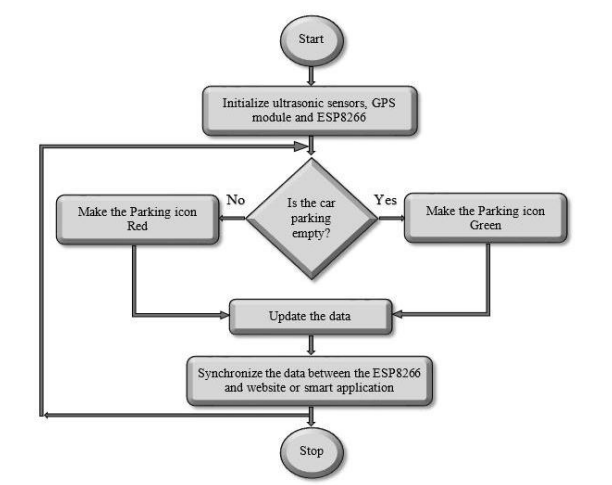 Start
Initialize ultrasonic sensors, GPS
module and ESP8266
No
Is the car
parking
empty?
Yes
Make the Parking icon
Red
Make the Parking icon
Green
Update the data
Synchronize the data between the ESP8266
and website or smart application
Stop